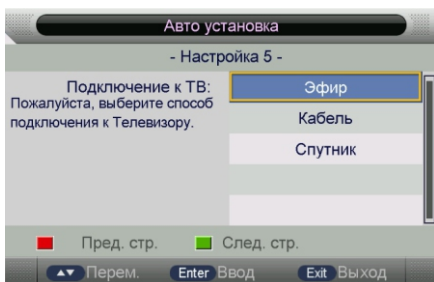 Авто установка
- Настройка 5 -
Подключение к ТВ:
Пожалуйста, выберите способ
подключения к Телевизору.
Эфир
Кабель
Спутник
Пред. стр. След. стр.
Перем. Enter Ввод Exit Выход